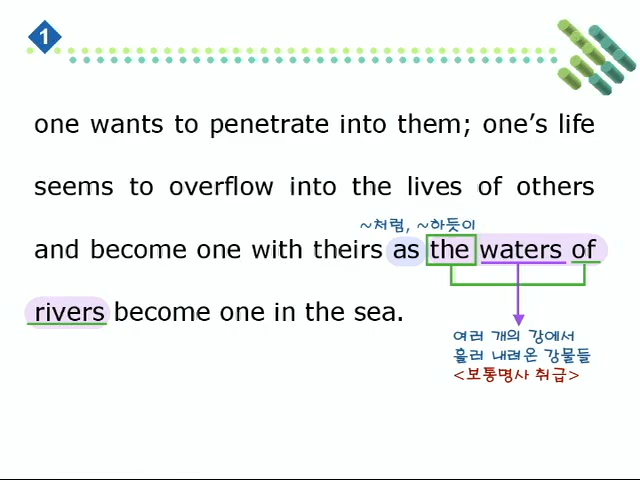 1
one wants to penetrate into them; one’s life
seems to overflow into the lives of others
~처럼, ~하듯이
and become one with theirs as the waters of
rivers become one in the sea.
여러 개의 강에서
흘러 내려온 강물들
<보통명사 취급>